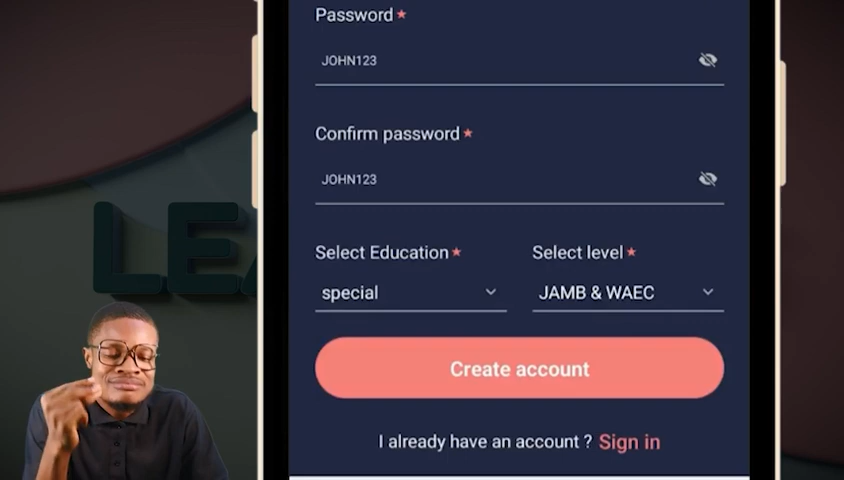 Password *
JOHN123
Confirm password *
JOHN123
Select Education * Select level *
special JAMB & WAEC
Create account
I already have an account ? Sign in